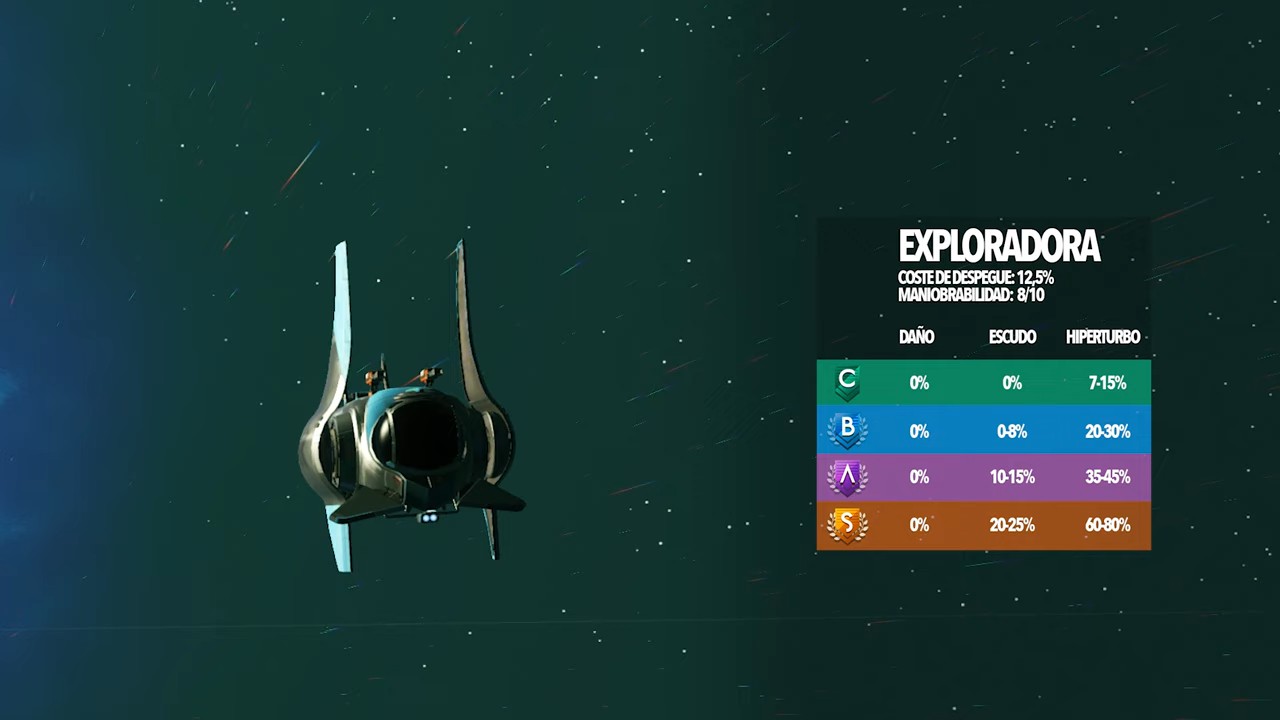 EXPLORADORA
COSTE DE DESPEGUE: 12,5%
MANIOBRABILIDAD: 8/10
DAÑO ESCUDO HIPERTURBO
C 0% 0% 7-15%
B 0% 0-8% 20-30%
A 0% 10-15% 35-45%
S 0% 20-25% 60-80%